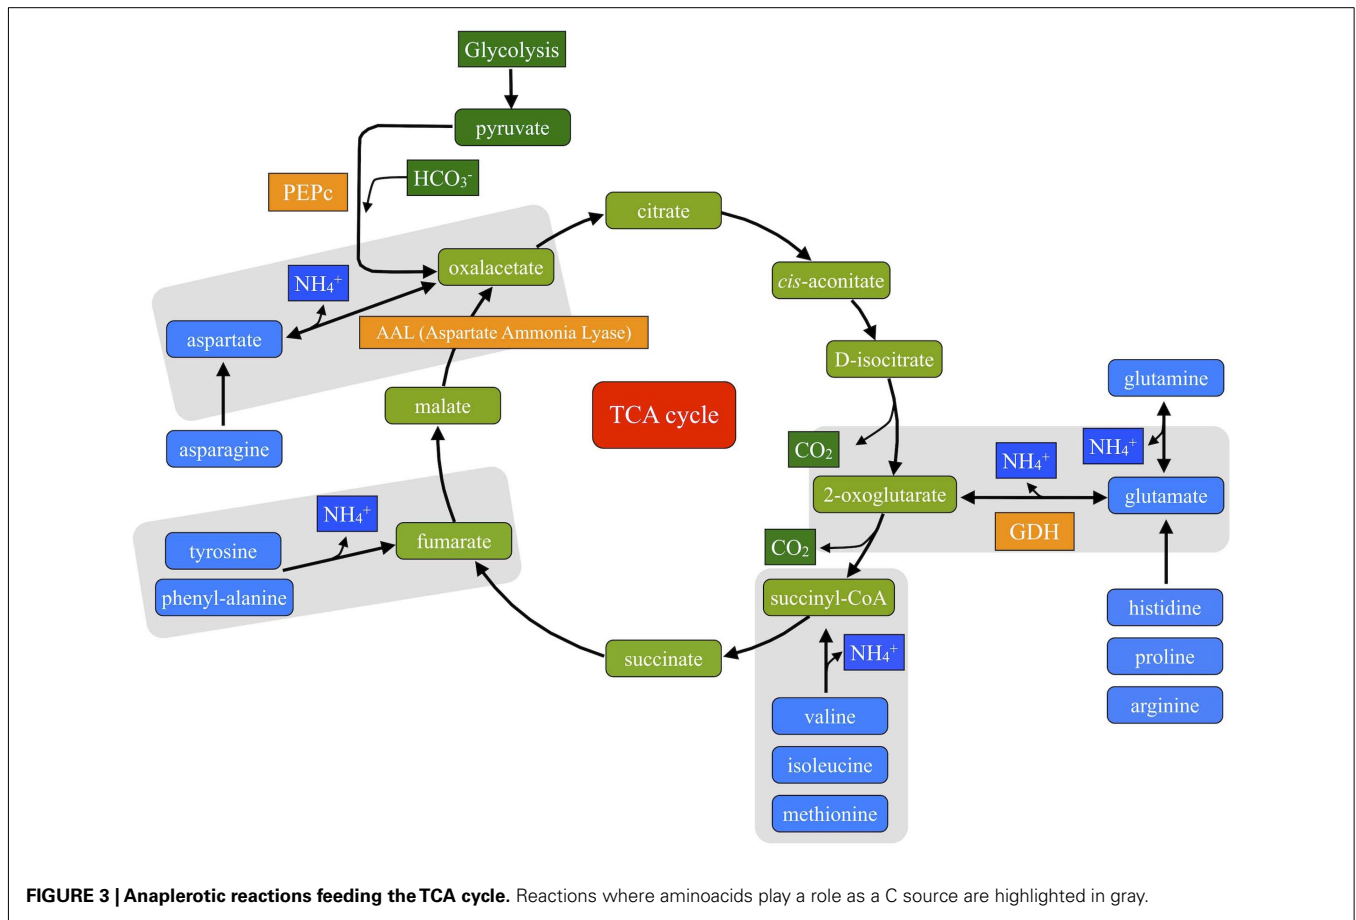 Glycolysis
pyruvate
PEPc
HCO₃⁻
citrate
oxalacetate
cis-aconitate
NH₄⁺
aspartate
AAL (Aspartate Ammonia Lyase)
D-isocitrate
glutamine
malate
TCA cycle
asparagine
CO₂
NH₄⁺
NH₄⁺
2-oxoglutarate
glutamate
NH₄⁺
GDH
tyrosine
fumarate
CO₂
phenyl-alanine
succinyl-CoA
histidine
succinate
NH₄⁺
proline
valine
arginine
isoleucine
methionine
FIGURE 3 | Anaplerotic reactions feeding the TCA cycle. Reactions where aminoacids play a role as a C source are highlighted in gray.